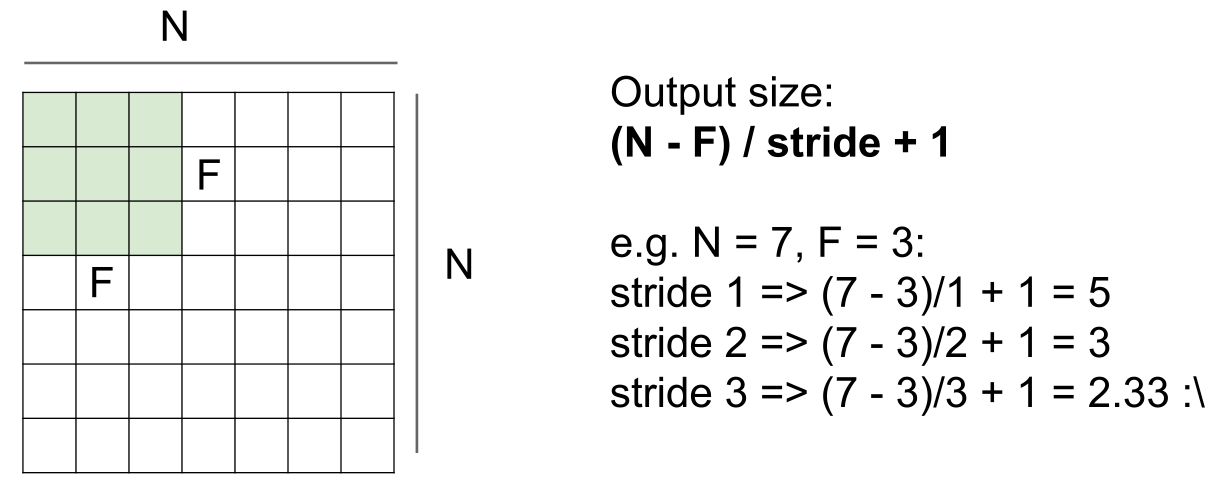 N
F
F
N
Output size:
(N - F) / stride + 1
e.g. N = 7, F = 3:
stride 1 => (7 - 3)/1 + 1 = 5
stride 2 => (7 - 3)/2 + 1 = 3
stride 3 => (7 - 3)/3 + 1 = 2.33 :\